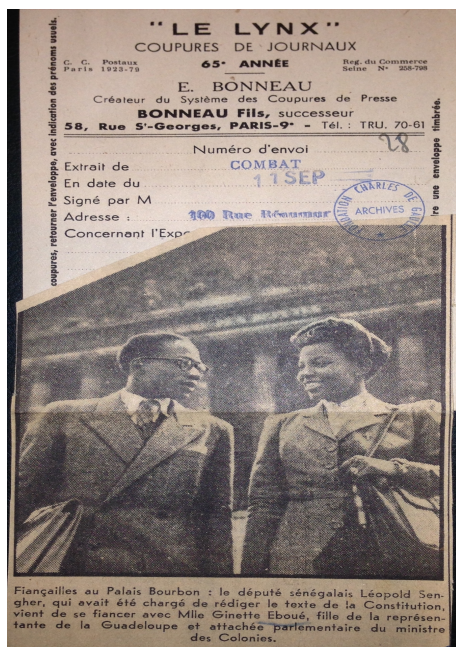 "LE LYNX"
COUPURES DE JOURNAUX
C. C. Postaux
Paris 1923-79
65e ANNÉE
Reg. du Commerce
Seine No 258-798
E. BONNEAU
Créateur du Système des Coupures de Presse
BONNEAU Fils, successeur
58, Rue St-Georges, PARIS-9e - Tél. : TRU. 70-61
28
Numéro d'envoi
Extrait de COMBAT
En date du 11 SEP
Signé par M
Adresse : 100 Rue Réaumur
Concernant l'Expo
FONDATION CHARLES DE GAULLE
ARCHIVES
coupures, retourner l'enveloppe, avec indication des prénoms usuels.
une enveloppe timbrée.
Fiançailles au Palais Bourbon : le député sénégalais Léopold Sen-
gher, qui avait été chargé de rédiger le texte de la Constitution,
vient de se fiancer avec Mlle Ginette Eboué, fille de la représen-
tante de la Guadeloupe et attachée parlementaire du ministre
des Colonies.